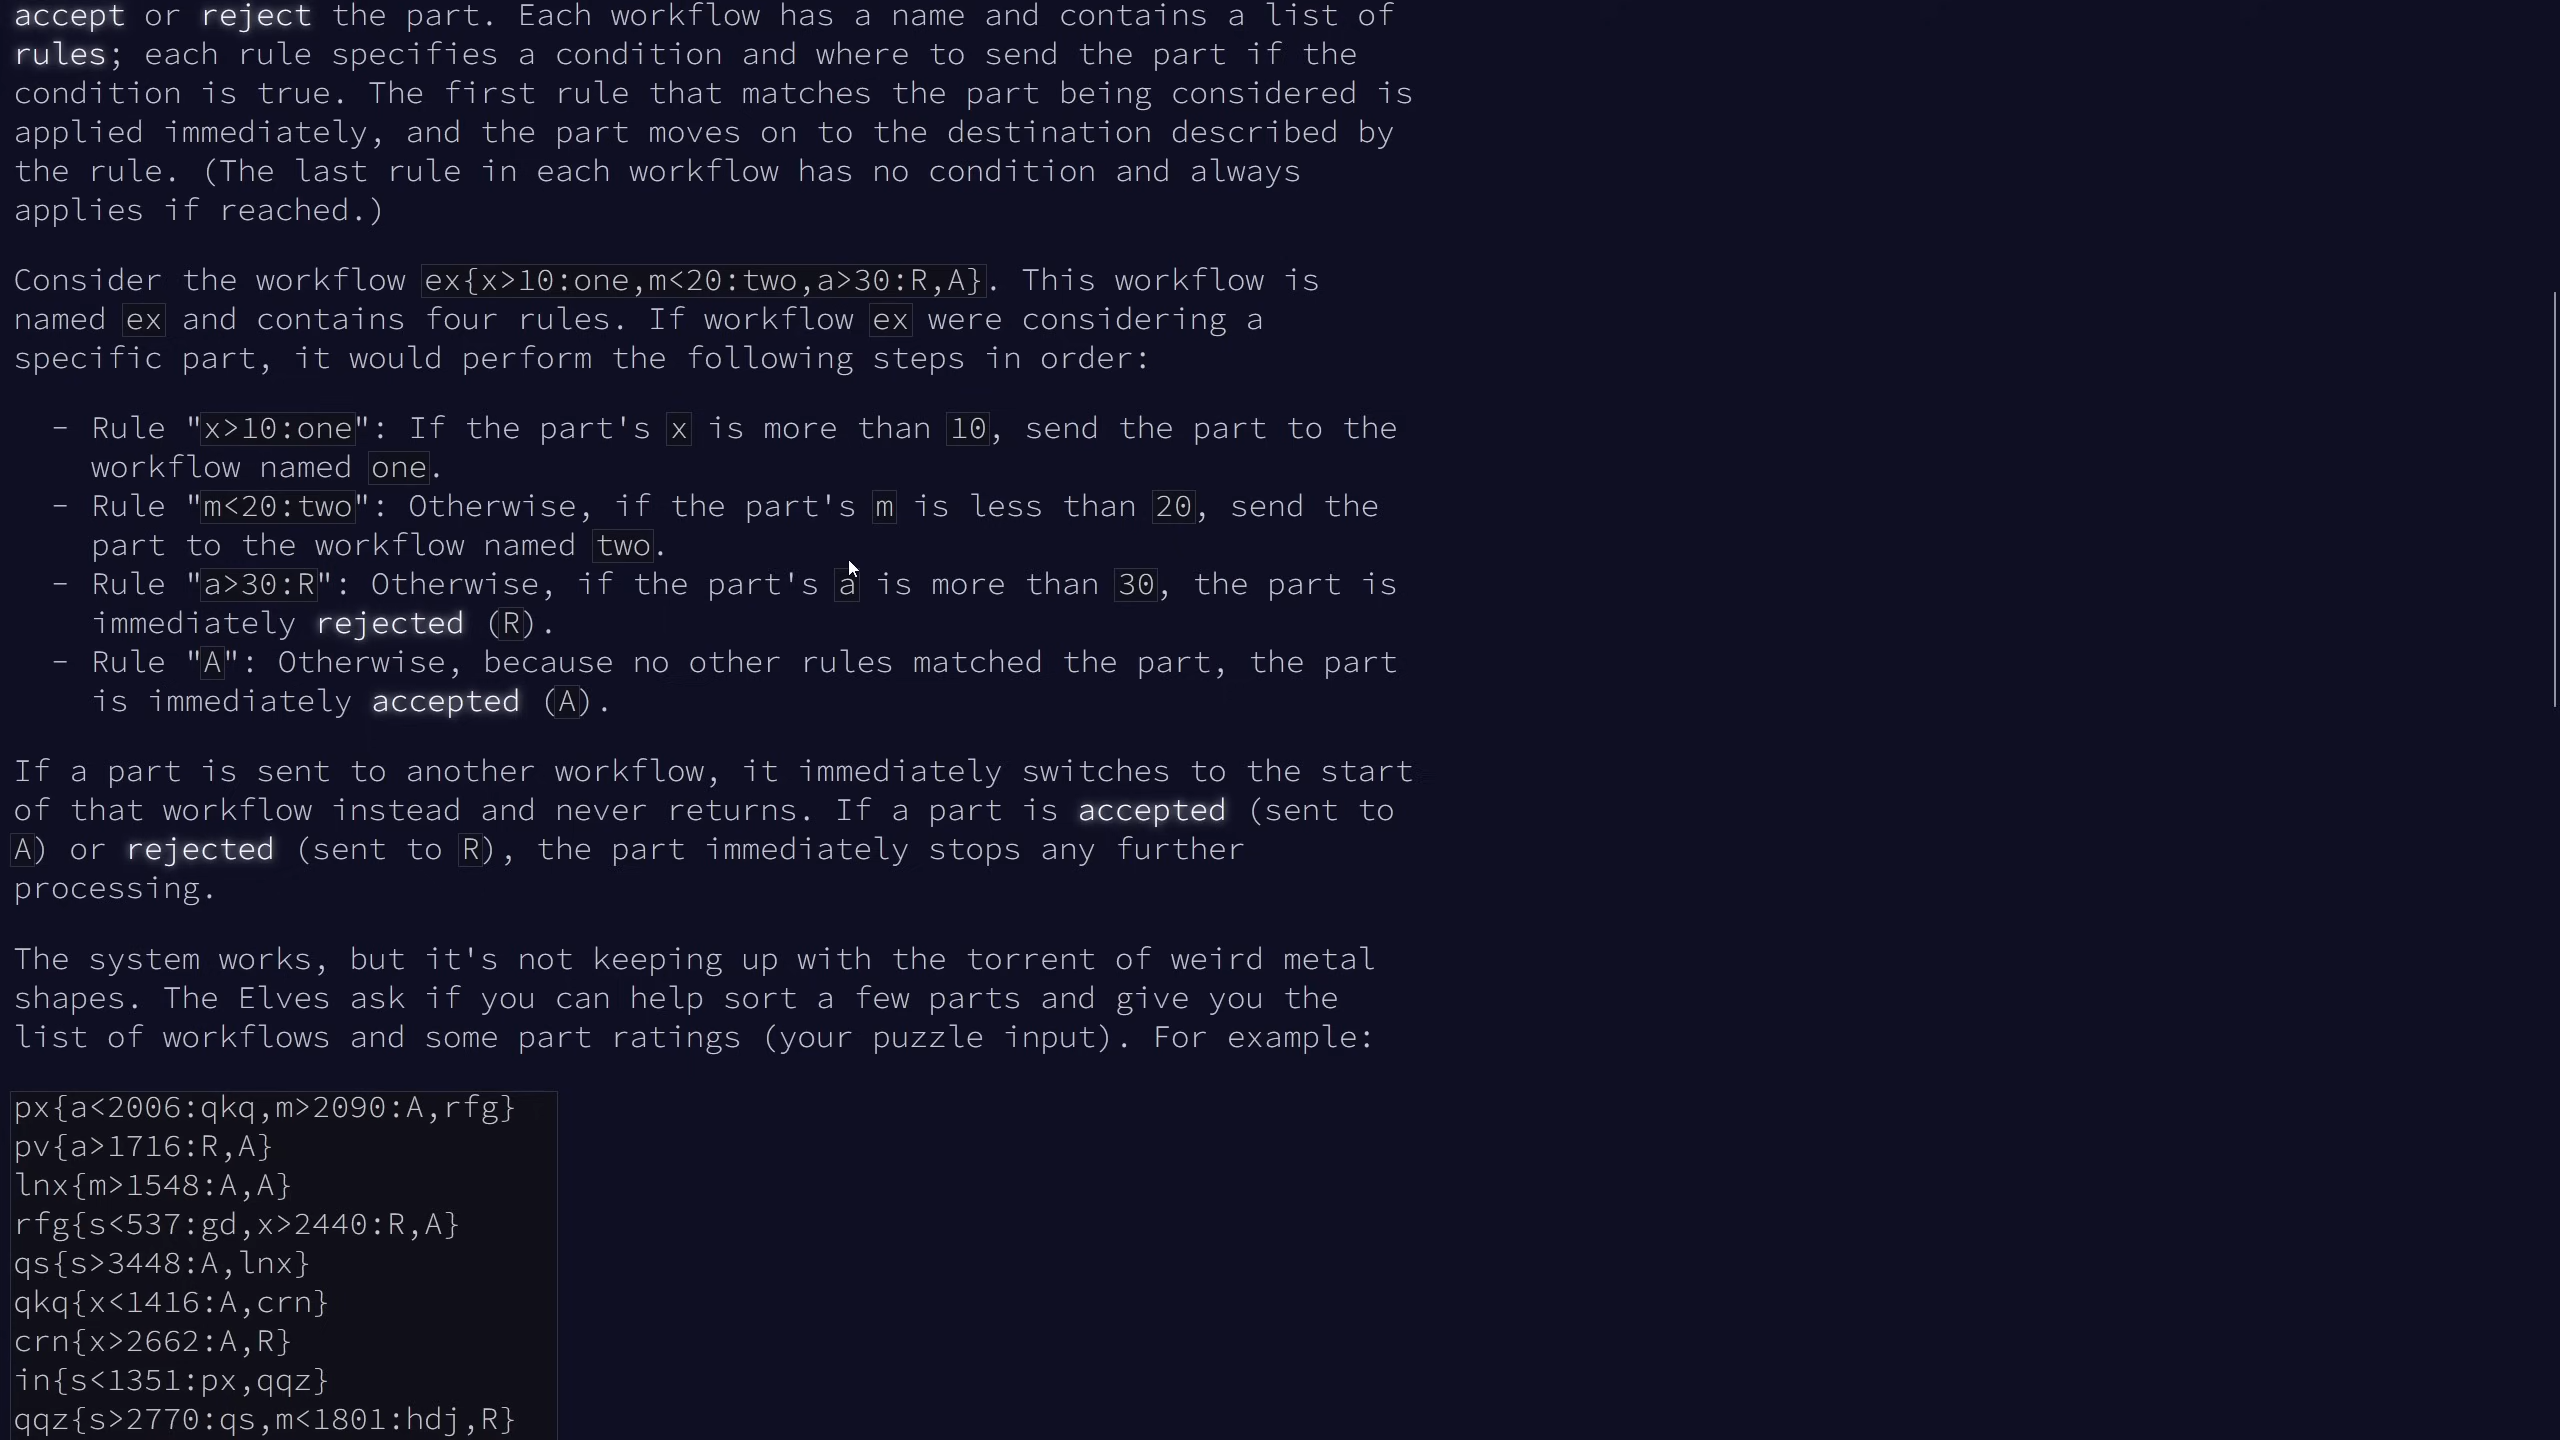 accept or reject the part. Each workflow has a name and contains a list of
rules; each rule specifies a condition and where to send the part if the
condition is true. The first rule that matches the part being considered is
applied immediately, and the part moves on to the destination described by
the rule. (The last rule in each workflow has no condition and always
applies if reached.)
Consider the workflow ex{x>10:one,m<20:two,a>30:R,A}. This workflow is
named ex and contains four rules. If workflow ex were considering a
specific part, it would perform the following steps in order:
- Rule "x>10:one": If the part's x is more than 10, send the part to the
workflow named one.
- Rule "m<20:two": Otherwise, if the part's m is less than 20, send the
part to the workflow named two.
- Rule "a>30:R": Otherwise, if the part's a is more than 30, the part is
immediately rejected (R).
- Rule "A": Otherwise, because no other rules matched the part, the part
is immediately accepted (A).
If a part is sent to another workflow, it immediately switches to the start
of that workflow instead and never returns. If a part is accepted (sent to
A) or rejected (sent to R), the part immediately stops any further
processing.
The system works, but it's not keeping up with the torrent of weird metal
shapes. The Elves ask if you can help sort a few parts and give you the
list of workflows and some part ratings (your puzzle input). For example:
px{a<2006:qkq,m>2090:A,rfg}
pv{a>1716:R,A}
lnx{m>1548:A,A}
rfg{s<537:gd,x>2440:R,A}
qs{s>3448:A,lnx}
qkq{x<1416:A,crn}
crn{x>2662:A,R}
in{s<1351:px,qqz}
qqz{s>2770:qs,m<1801:hdj,R}